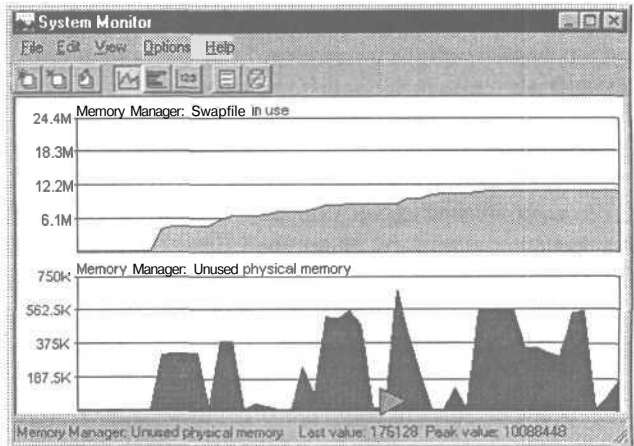 System Monitor
File Edit View Options Help
123
Memory Manager: Swapfile in use
24.4M
18.3M
12.2M
6.1M
Memory Manager: Unused physical memory
750K
562.5K
375K
187.5K
Memory Manager: Unused physical memory Last value: 176128 Peak value: 10088448